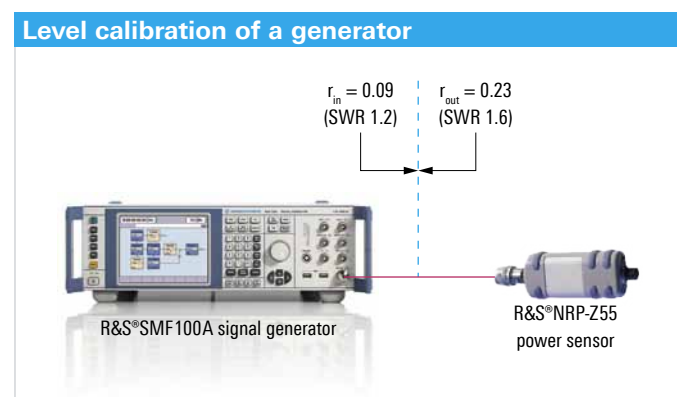 Level calibration of a generator
r_in = 0.09
(SWR 1.2)
r_out = 0.23
(SWR 1.6)
R&S®SMF100A signal generator
R&S®NRP-Z55
power sensor